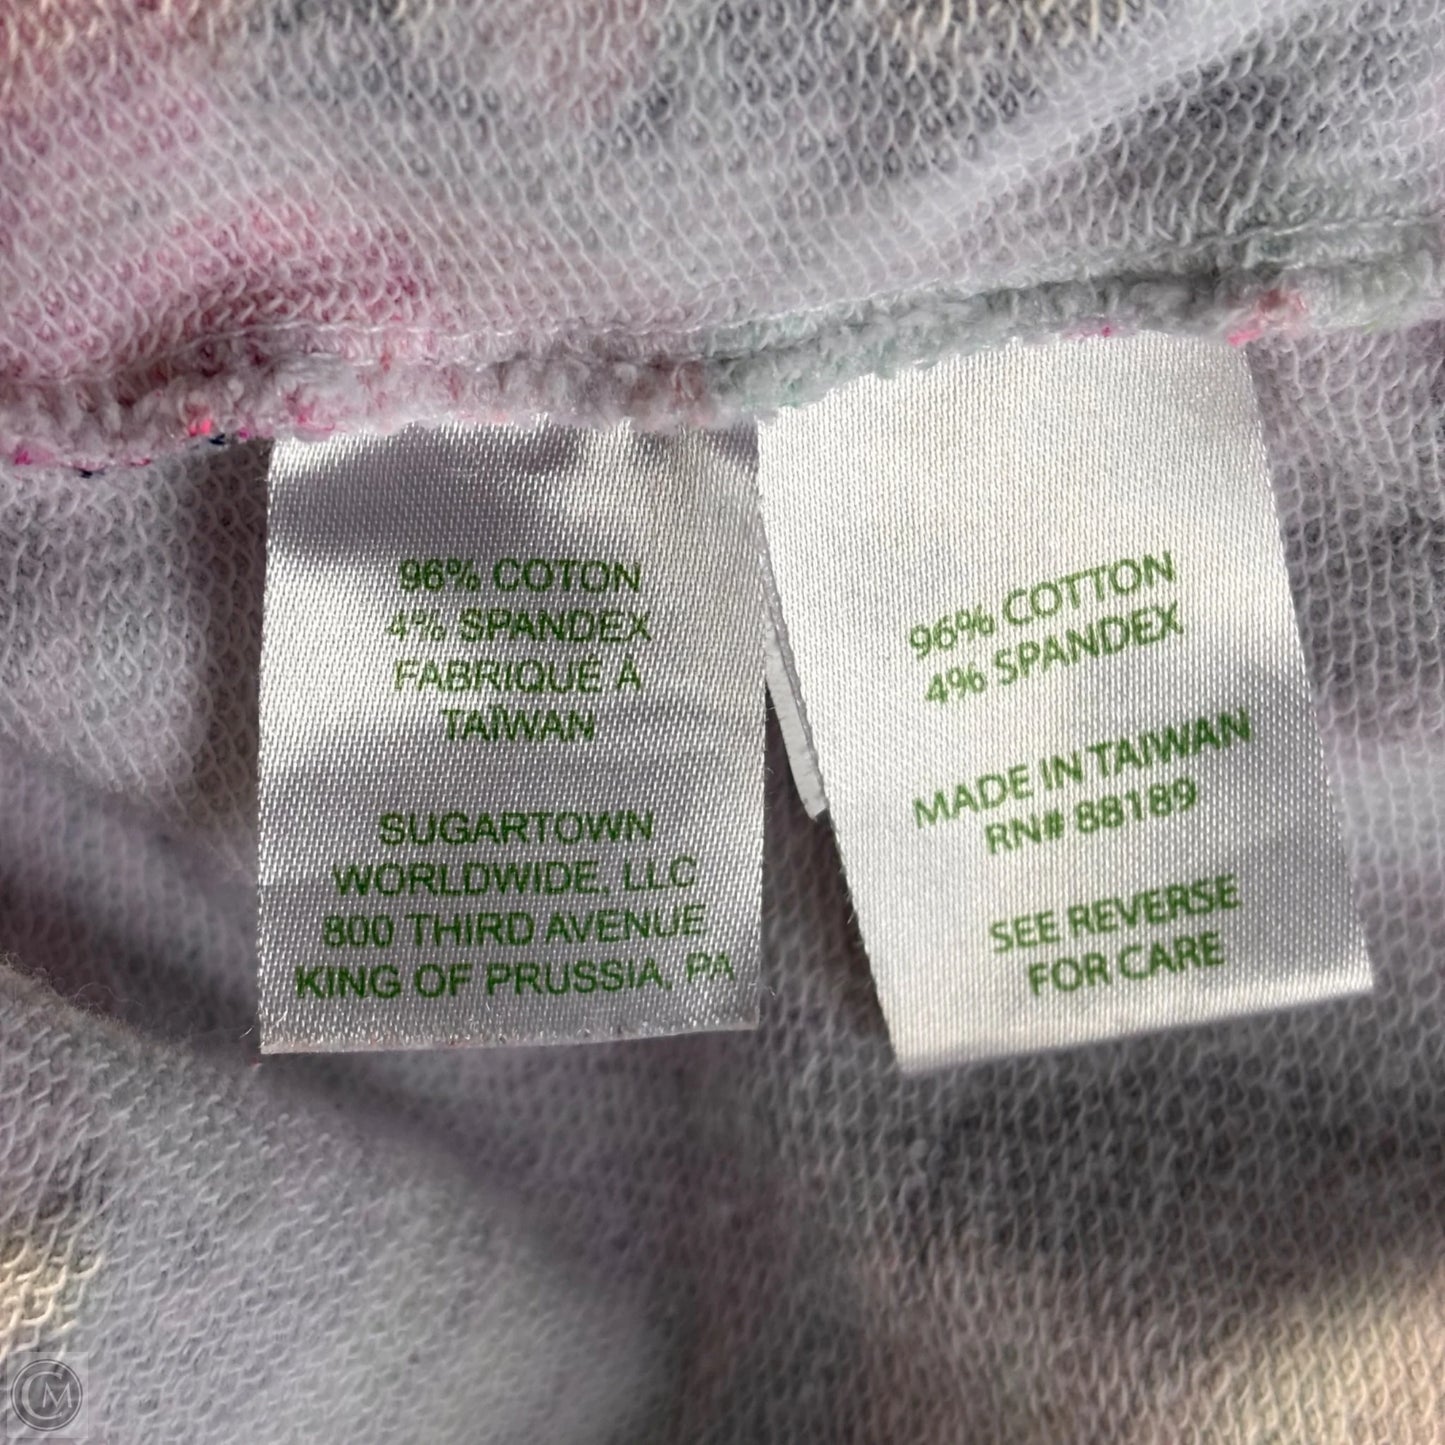 96% COTON
4% SPANDEX
FABRIQUÉ À
TAÏWAN
SUGARTOWN
WORLDWIDE, LLC
800 THIRD AVENUE
KING OF PRUSSIA, PA
96% COTTON
4% SPANDEX
MADE IN TAIWAN
RN# 88189
SEE REVERSE
FOR CARE
CM